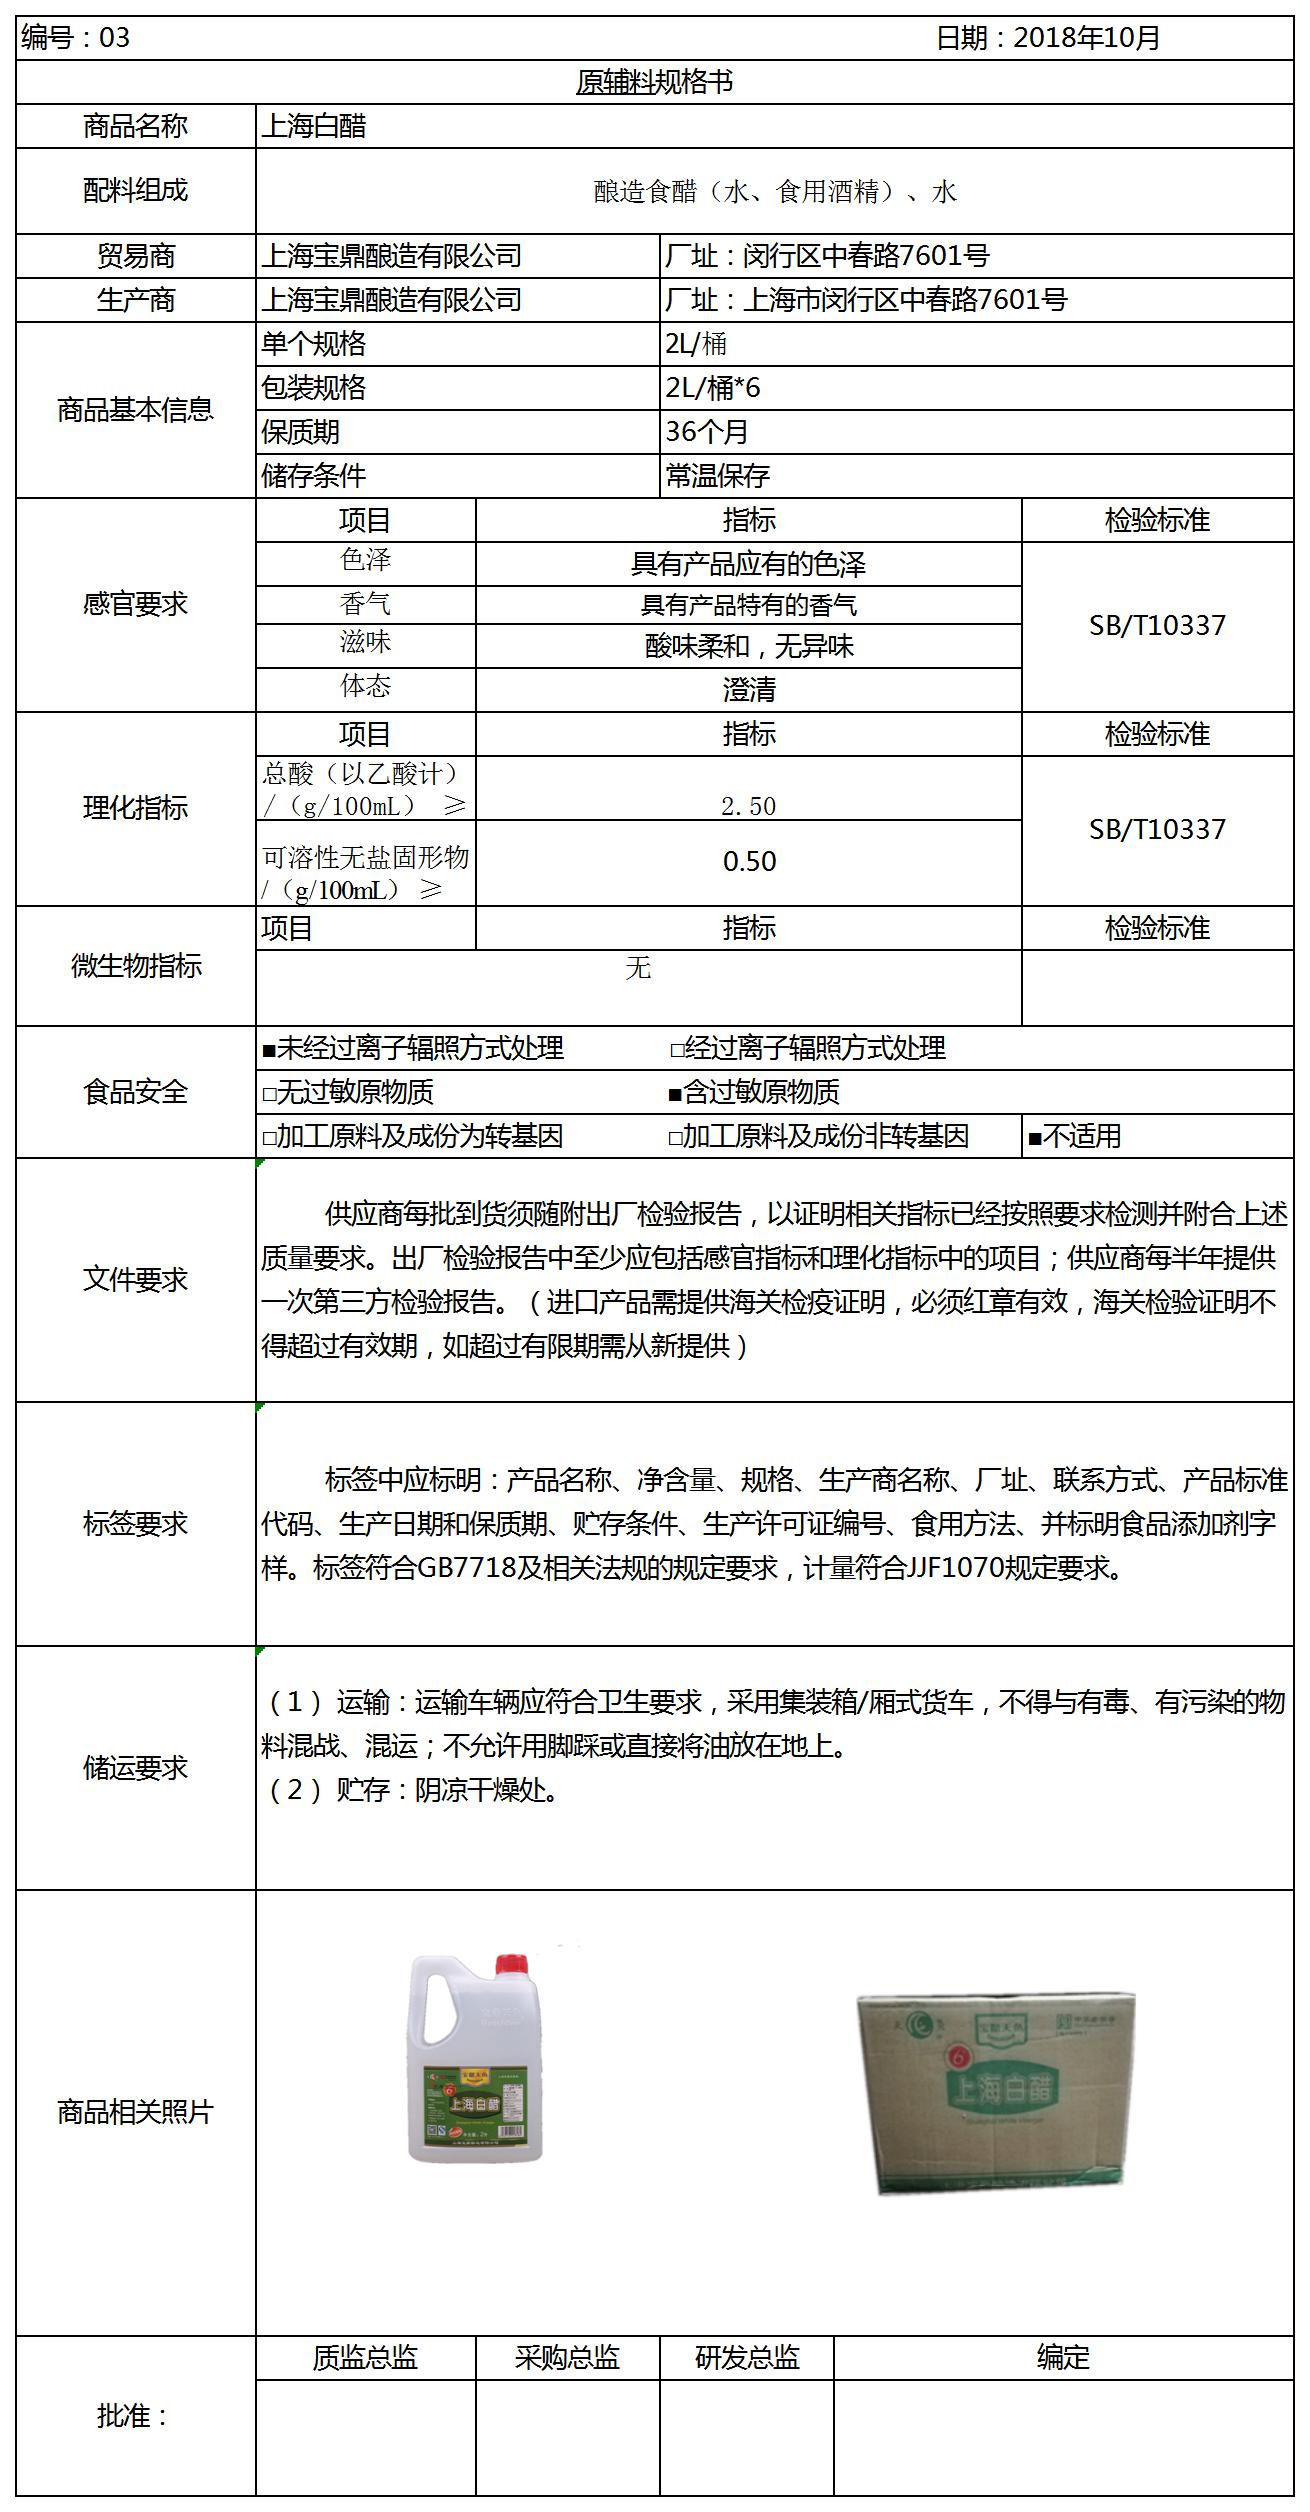 编号：03 日期：2018年10月
原辅料规格书
商品名称 上海白醋
配料组成 酿造食醋（水、食用酒精）、水
贸易商 上海宝鼎酿造有限公司 厂址：闵行区中春路7601号
生产商 上海宝鼎酿造有限公司 厂址：上海市闵行区中春路7601号
商品基本信息
单个规格 2L/桶
包装规格 2L/桶*6
保质期 36个月
储存条件 常温保存
感官要求
项目 指标 检验标准
色泽 具有产品应有的色泽
香气 具有产品特有的香气
SB/T10337
滋味 酸味柔和，无异味
体态 澄清
理化指标
项目 指标 检验标准
总酸（以乙酸计）
/（g/100mL） ≥ 2.50
SB/T10337
可溶性无盐固形物
/（g/100mL） ≥
0.50
微生物指标
项目 指标 检验标准
无
食品安全
■未经过离子辐照方式处理 □经过离子辐照方式处理
□无过敏原物质 ■含过敏原物质
□加工原料及成份为转基因 □加工原料及成份非转基因 ■不适用
文件要求
供应商每批到货须随附出厂检验报告，以证明相关指标已经按照要求检测并附合上述
质量要求。出厂检验报告中至少应包括感官指标和理化指标中的项目；供应商每半年提供
一次第三方检验报告。（进口产品需提供海关检疫证明，必须红章有效，海关检验证明不
得超过有效期，如超过有限期需从新提供）
标签要求
标签中应标明：产品名称、净含量、规格、生产商名称、厂址、联系方式、产品标准
代码、生产日期和保质期、贮存条件、生产许可证编号、食用方法、并标明食品添加剂字
样。标签符合GB7718及相关法规的规定要求，计量符合JJF1070规定要求。
储运要求
（1） 运输：运输车辆应符合卫生要求，采用集装箱/厢式货车，不得与有毒、有污染的物
料混战、混运；不允许用脚踩或直接将油放在地上。
（2） 贮存：阴凉干燥处。
商品相关照片
宝鼎天鱼
6
上海白醋
宝鼎天鱼
6
上海白醋
批准：
质监总监 采购总监 研发总监 编定